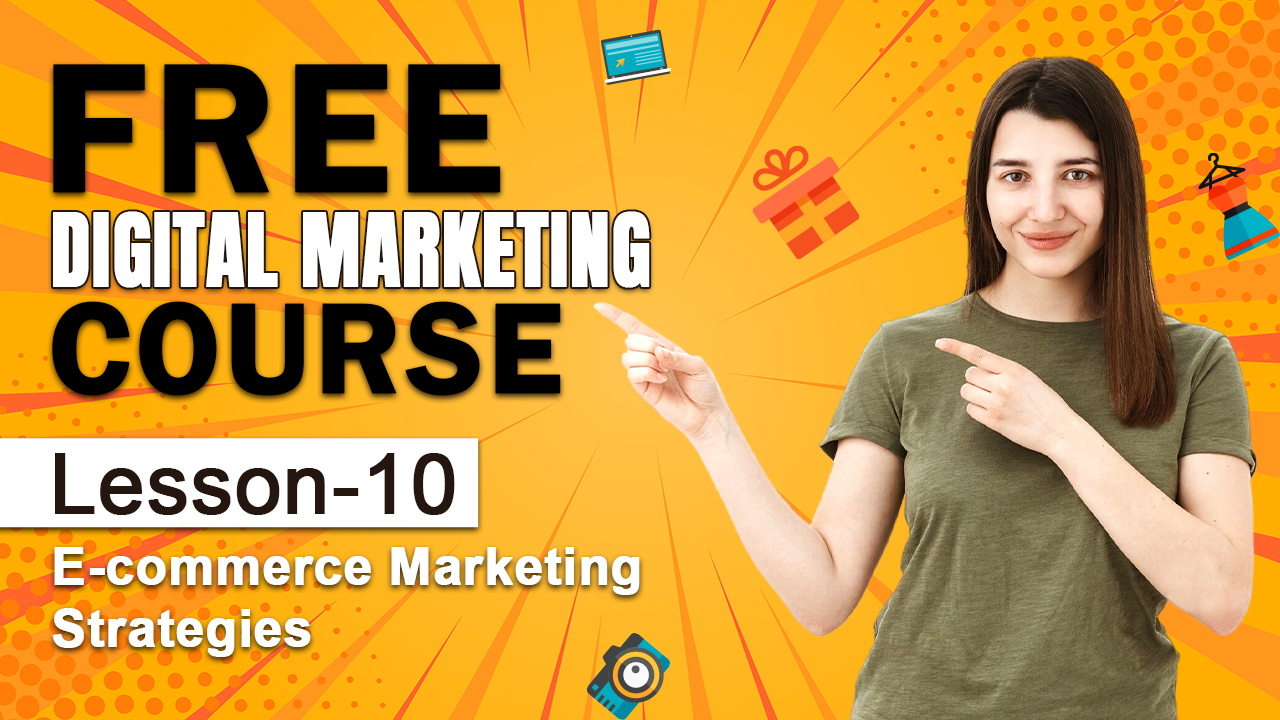 FREE
DIGITAL MARKETING
COURSE
Lesson-10
E-commerce Marketing
Strategies